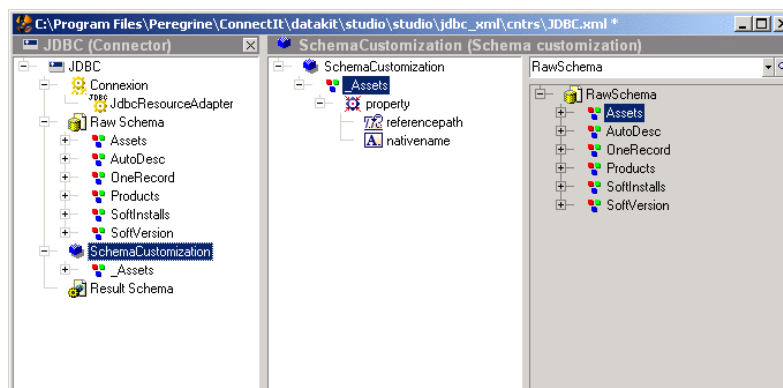 C:\Program Files\Peregrine\ConnectIt\datakit\studio\studio\jdbc_xml\cntrs\JDBC.xml *
JDBC (Connector)
JDBC
Connexion
JDBC
JdbcResourceAdapter
Raw Schema
Assets
AutoDesc
OneRecord
Products
SoftInstalls
SoftVersion
SchemaCustomization
_Assets
Result Schema
SchemaCustomization (Schema customization)
SchemaCustomization
_Assets
property
referencepath
A. nativename
RawSchema
RawSchema
Assets
AutoDesc
OneRecord
Products
SoftInstalls
SoftVersion